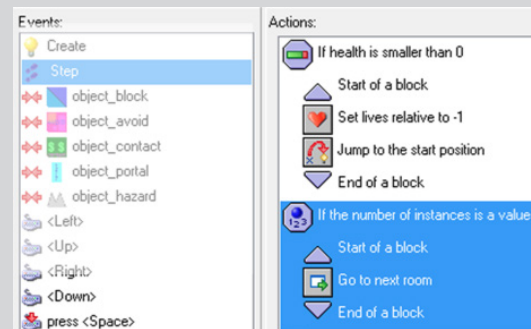 Events:
Create
Step
object_block
object_avoid
S S object_contact
object_portal
object_hazard
<Left>
<Up>
<Right>
<Down>
press <Space>
Actions:
If health is smaller than 0
Start of a block
Set lives relative to -1
Jump to the start position
End of a block
123 If the number of instances is a value
Start of a block
Go to next room
End of a block